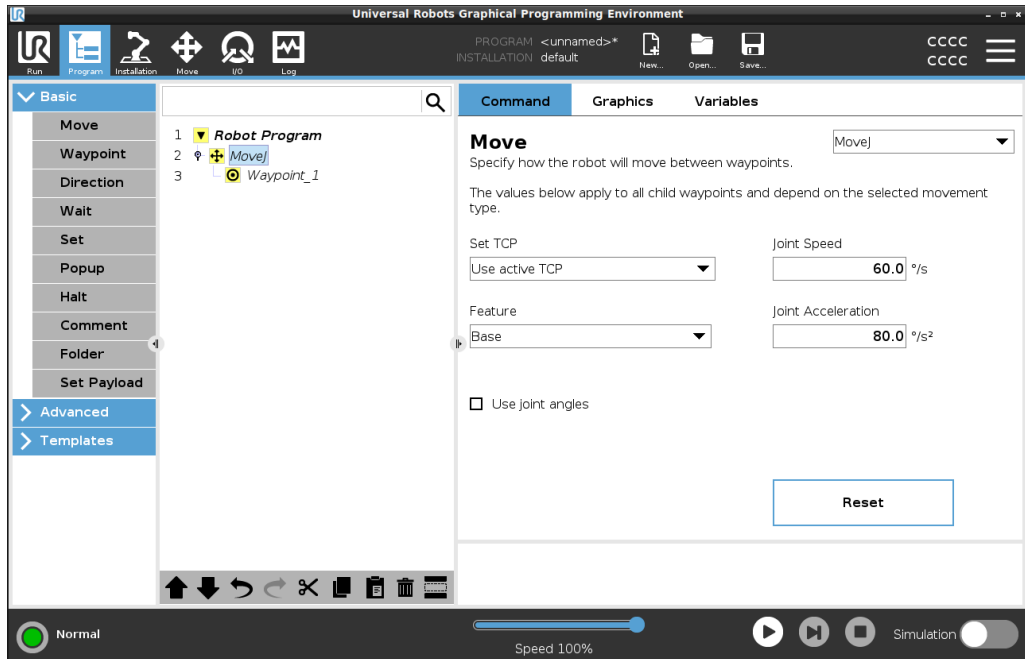 Universal Robots Graphical Programming Environment
UR
Run
Program
Installation
Move
I/O
Log
PROGRAM <unnamed>*
INSTALLATION default
New...
Open...
Save...
CCCC
CCCC
Basic
Move
Waypoint
Direction
Wait
Set
Popup
Halt
Comment
Folder
Set Payload
Advanced
Templates
1 Robot Program
2 MoveJ
3 Waypoint_1
Command Graphics Variables
Move
MoveJ
Specify how the robot will move between waypoints.
The values below apply to all child waypoints and depend on the selected movement
type.
Set TCP
Joint Speed
Use active TCP
60.0 °/s
Feature
Joint Acceleration
Base
80.0 °/s²
Use joint angles
Reset
Normal
Speed 100%
Simulation